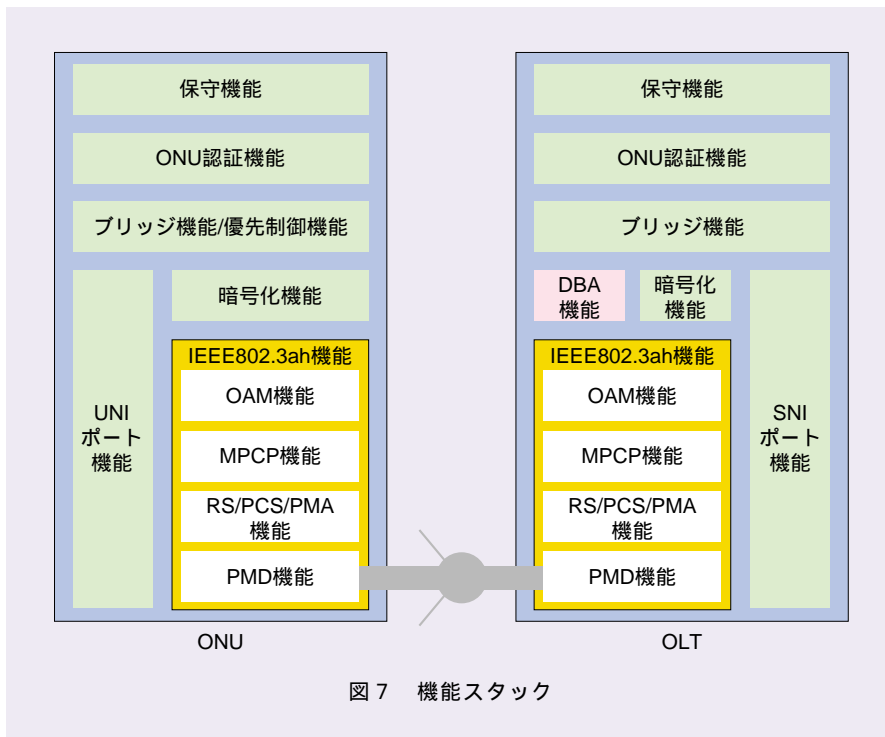 保守機能
ONU認証機能
ブリッジ機能/優先制御機能
UNI
ポート
機能
暗号化機能
IEEE802.3ah機能
OAM機能
MPCP機能
RS/PCS/PMA
機能
PMD機能
ONU
保守機能
ONU認証機能
ブリッジ機能
DBA
機能
暗号化
機能
IEEE802.3ah機能
OAM機能
MPCP機能
RS/PCS/PMA
機能
PMD機能
SNI
ポート
機能
OLT
図7 機能スタック